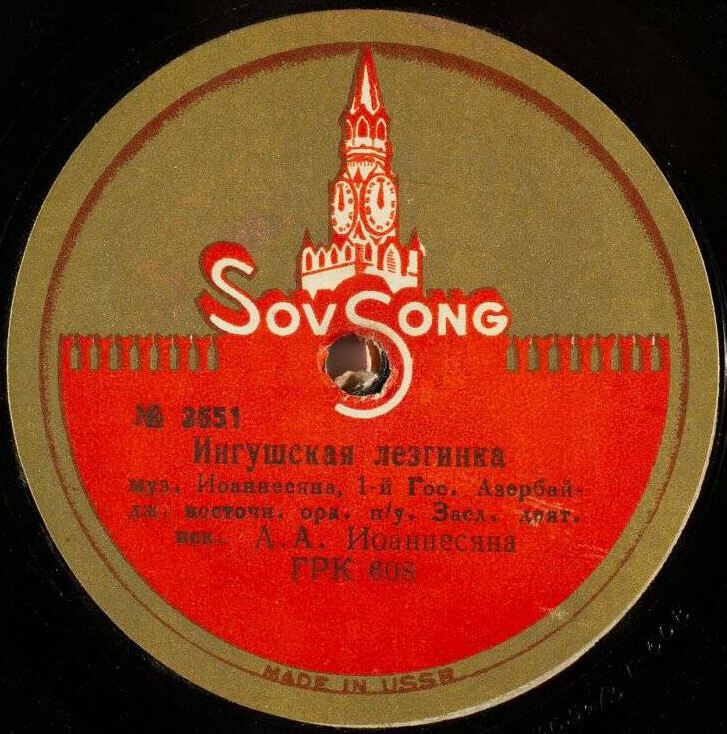 SOVSONG
№ 3651
Ингушская лезгинка
муз. Иоаннесяна, 1-й Гос. Азербай-
дж. восточн. орк. п/у. Засл. деят.
иск. А.А. Иоаннесяна
ГРК 608
MADE IN USSR